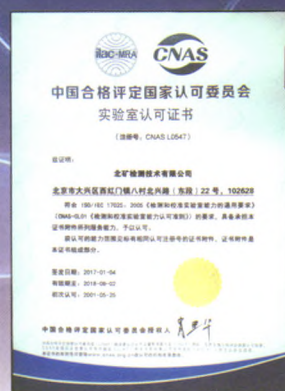 ilac-MRA
CNAS
中国合格评定国家认可委员会
实验室认可证书
(注册号: CNAS L0547)
兹证明:
北矿检测技术有限公司
北京市大兴区西红门镇八村北兴路(东段)22号, 102628
符合 ISO/IEC 17025: 2005《检测和校准实验室能力的通用要求》
(CNAS-CL01《检测和校准实验室能力认可准则》)的要求, 具备承担本
证书附件所列服务能力, 予以认可。
获认可的能力范围见标有相同认可注册号的证书附件, 证书附件是
本证书组成部分。
签发日期: 2017-01-04
有效期至: 2018-08-02
初次认可: 2001-05-25
中国合格评定国家认可委员会授权人